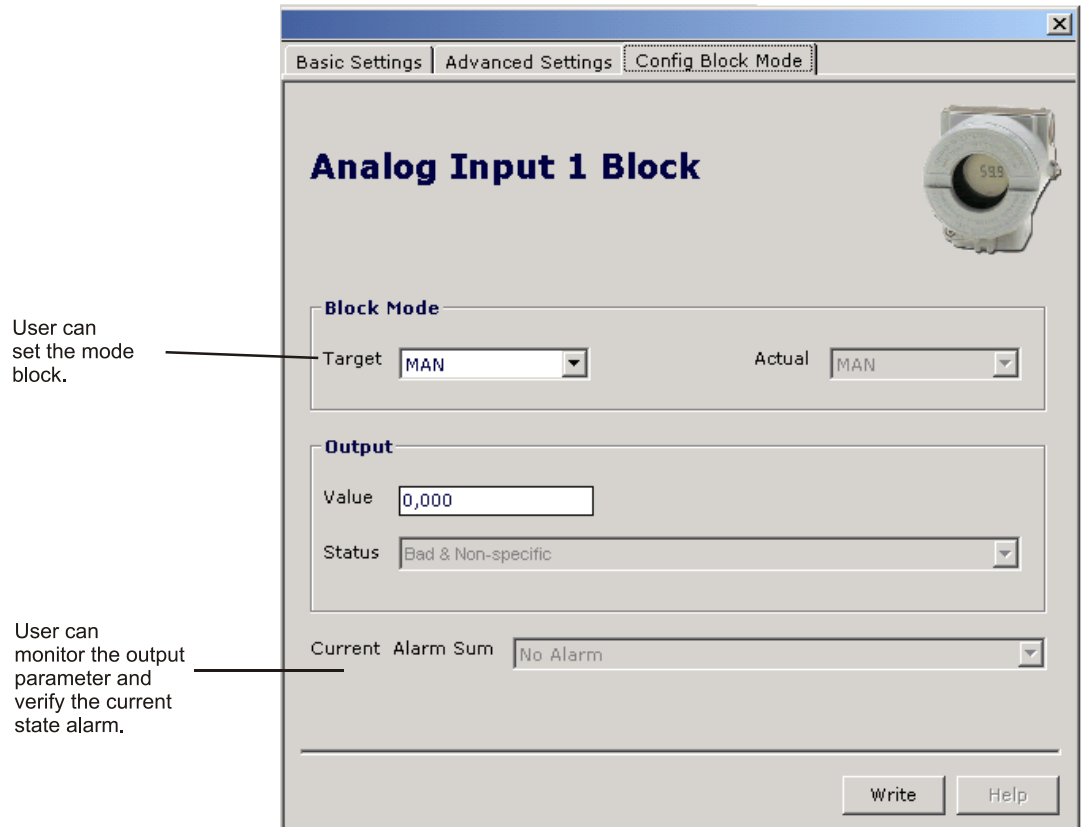 Basic Settings
Advanced Settings
Config Block Mode
Analog Input 1 Block
59.9
Block Mode
User can
set the mode
block.
Target
MAN
Actual
MAN
Output
Value
0,000
Status
Bad & Non-specific
User can
monitor the output
parameter and
verify the current
state alarm.
Current Alarm Sum
No Alarm
Write
Help